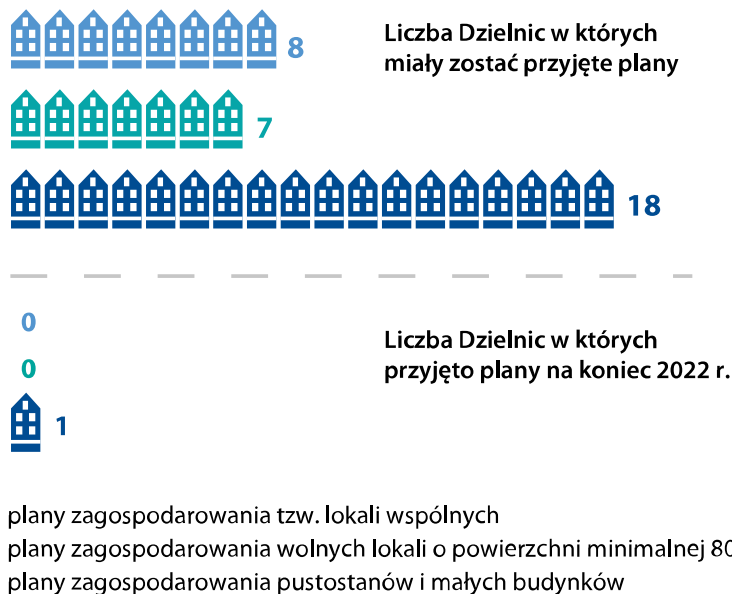 8
Liczba Dzielnic w których
miały zostać przyjęte plany
7
18
0
0
Liczba Dzielnic w których
przyjęto plany na koniec 2022 r.
1
plany zagospodarowania tzw. lokali wspólnych
plany zagospodarowania wolnych lokali o powierzchni minimalnej 80
plany zagospodarowania pustostanów i małych budynków